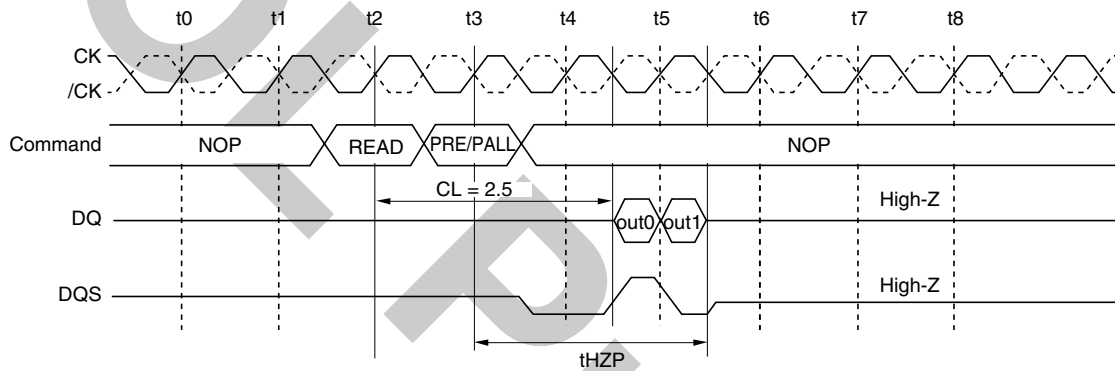 t0 t1 t2 t3 t4 t5 t6 t7 t8
CK
/CK
Command NOP READ PRE/PALL NOP
CL = 2.5
DQ out0 out1 High-Z
DQS High-Z
tHZP